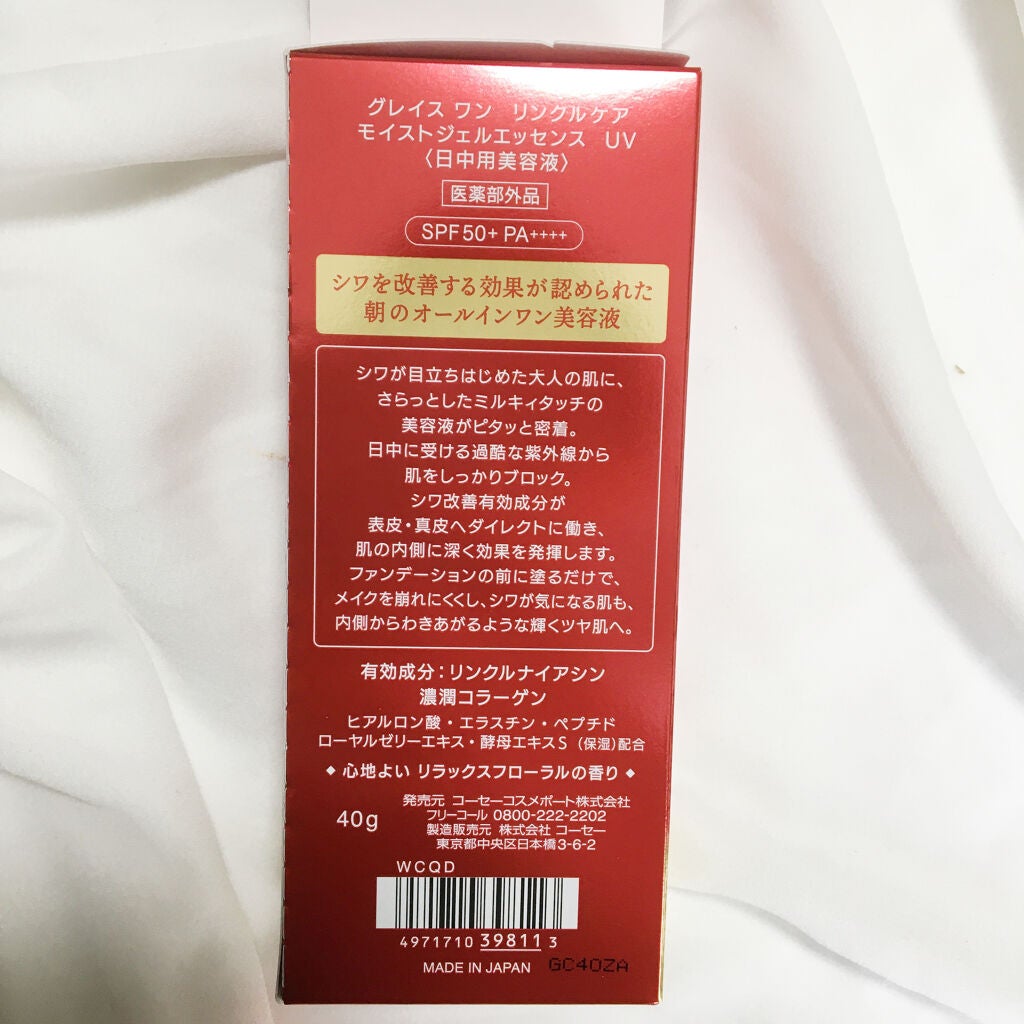 グレイス ワン リンクルケア
モイストジェルエッセンス UV
〈日中用美容液〉
医薬部外品
SPF50+ PA++++
シワを改善する効果が認められた
朝のオールインワン美容液
シワが目立ちはじめた大人の肌に、
さらっとしたミルキィタッチの
美容液がピタッと密着。
日中に受ける過酷な紫外線から
肌をしっかりブロック。
シワ改善有効成分が
表皮・真皮へダイレクトに働き、
肌の内側に深く効果を発揮します。
ファンデーションの前に塗るだけで、
メイクを崩れにくくし、シワが気になる肌も、
内側からわきあがるような輝くツヤ肌へ。
有効成分：リンクルナイアシン
濃潤コラーゲン
ヒアルロン酸・エラスチン・ペプチド
ローヤルゼリーエキス・酵母エキスS（保湿）配合
◆ 心地よい リラックスフローラルの香り ◆
40g
発売元 コーセーコスメポート株式会社
フリーコール 0800-222-2202
製造販売元 株式会社 コーセー
東京都中央区日本橋3-6-2
WCQD
4971710 39811 3
MADE IN JAPAN GC40ZA